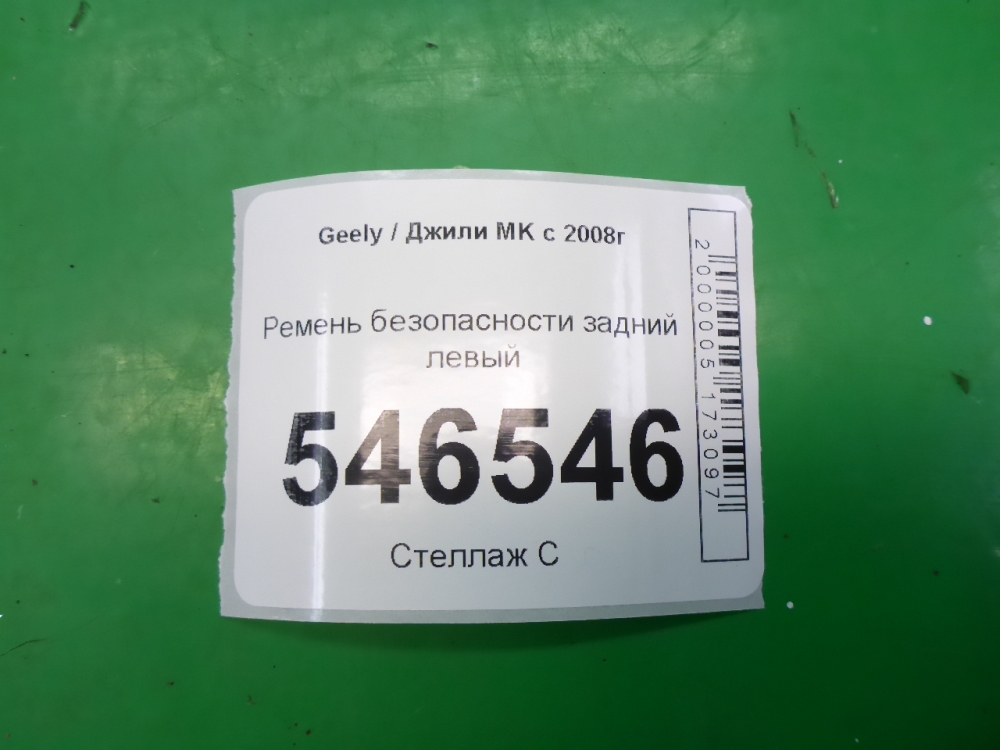 Geely / Джили МК с 2008г
Ремень безопасности задний
левый
546546
Стеллаж С
2000005173097